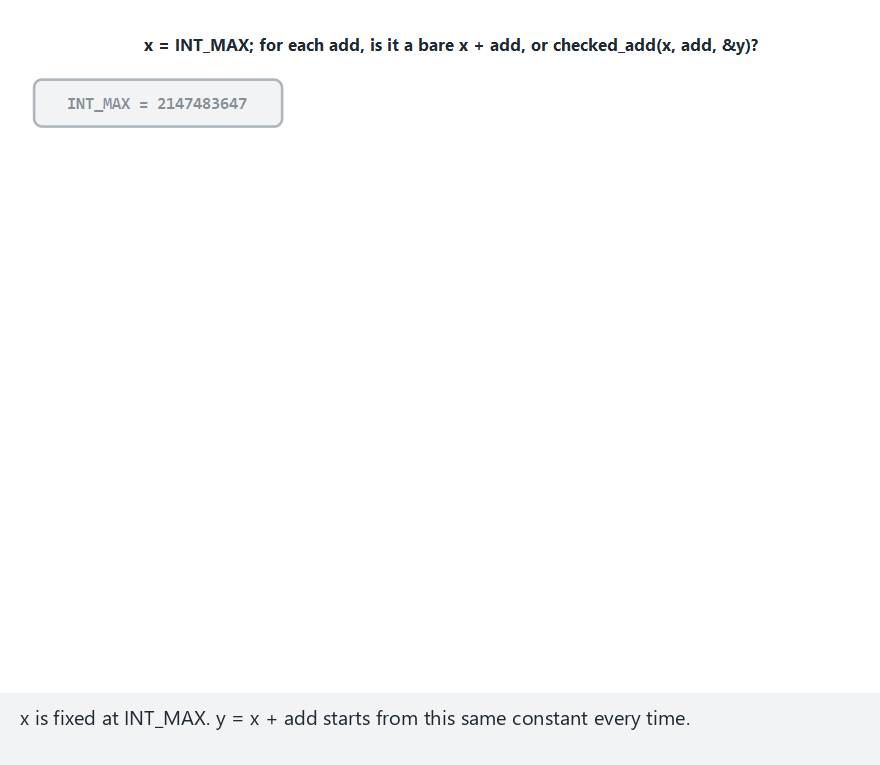 x = INT_MAX; for each add, is it a bare x + add, or checked_add(x, add, &y)?
INT_MAX = 2147483647
x is fixed at INT_MAX. y = x + add starts from this same constant every time.